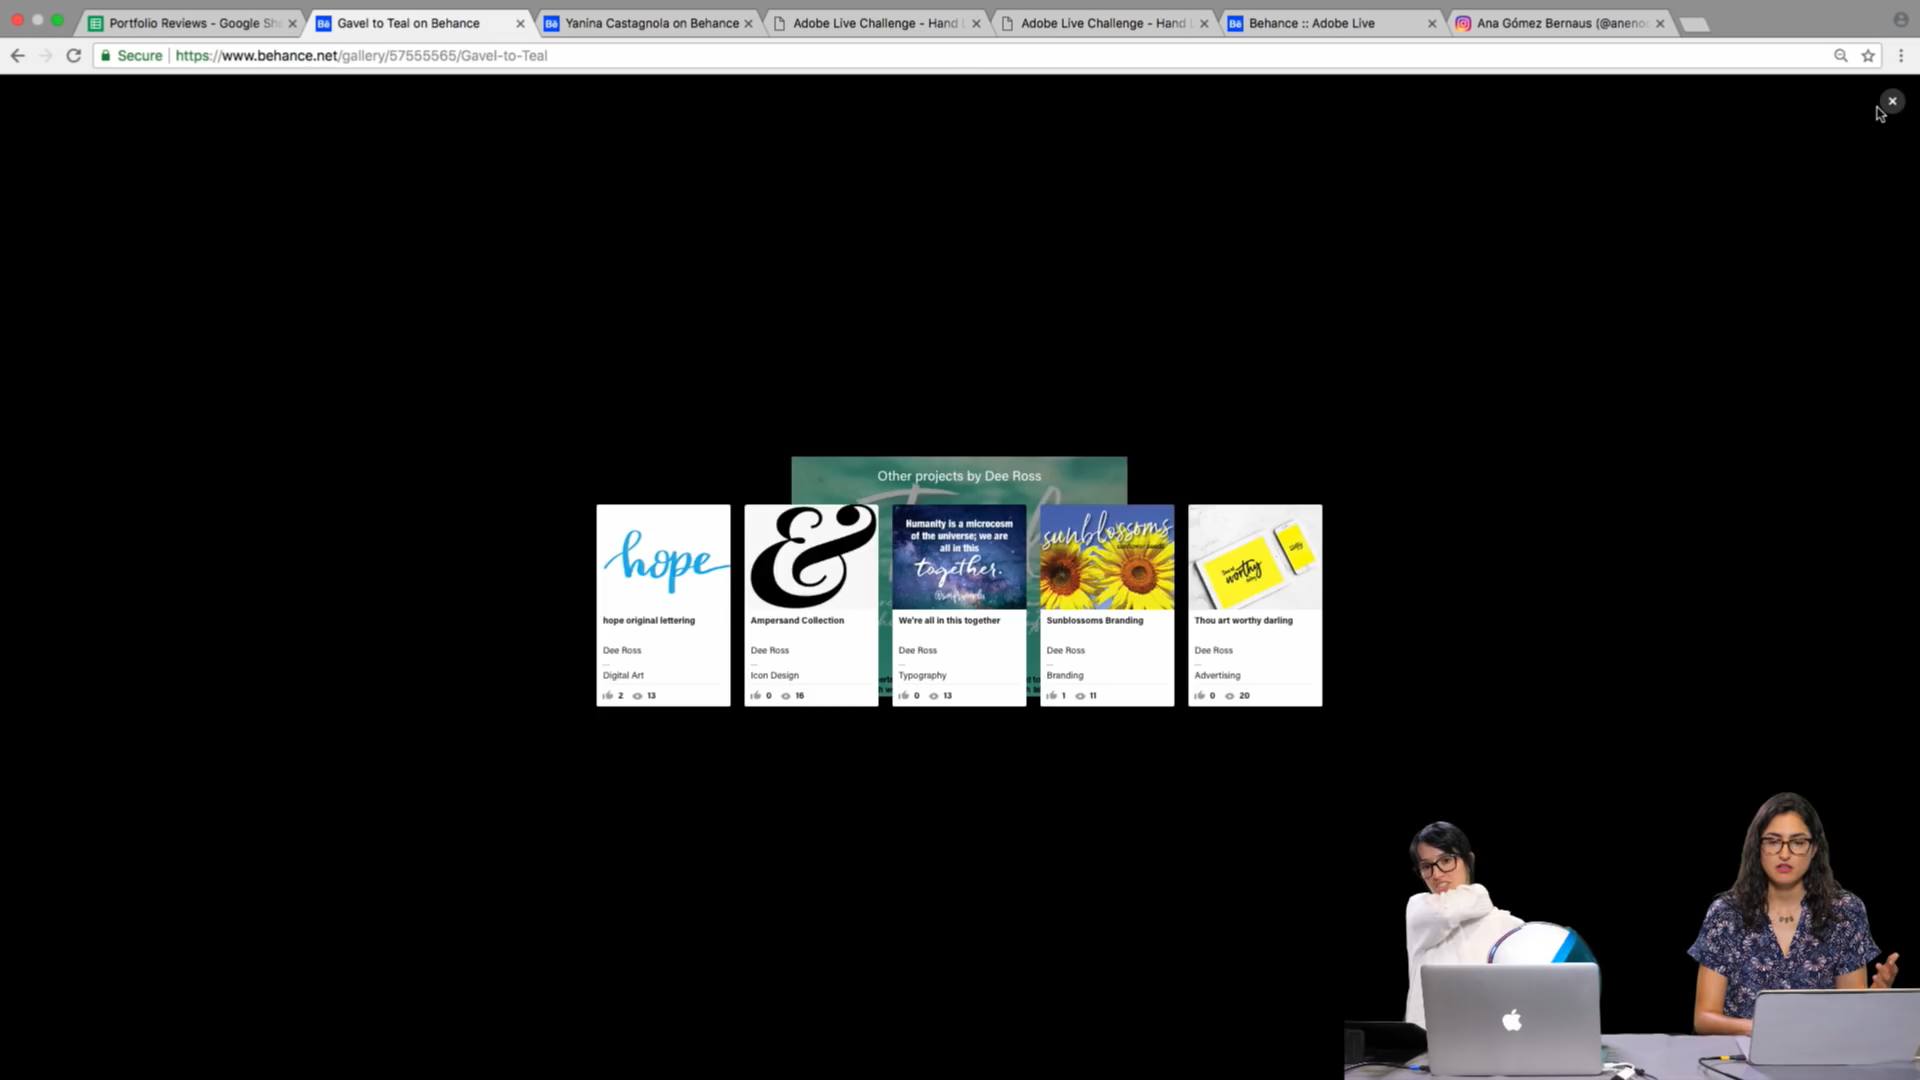 Portfolio Reviews - Google She
Gavel to Teal on Behance
Yanina Castagnola on Behance
Adobe Live Challenge - Hand L
Adobe Live Challenge - Hand L
Behance :: Adobe Live
Ana Gómez Bernaus (@aneno
Secure
https://www.behance.net/gallery/57555565/Gavel-to-Teal
Other projects by Dee Ross
hope
hope original lettering
Dee Ross
Digital Art
2 13
&
Ampersand Collection
Dee Ross
Icon Design
0 16
Humanity is a microcosm
of the universe; we are
all in this
together.
We're all in this together
Dee Ross
Typography
0 13
sunblossoms
Sunblossoms Branding
Dee Ross
Branding
1 11
worthy
Thou art worthy darling
Dee Ross
Advertising
0 20